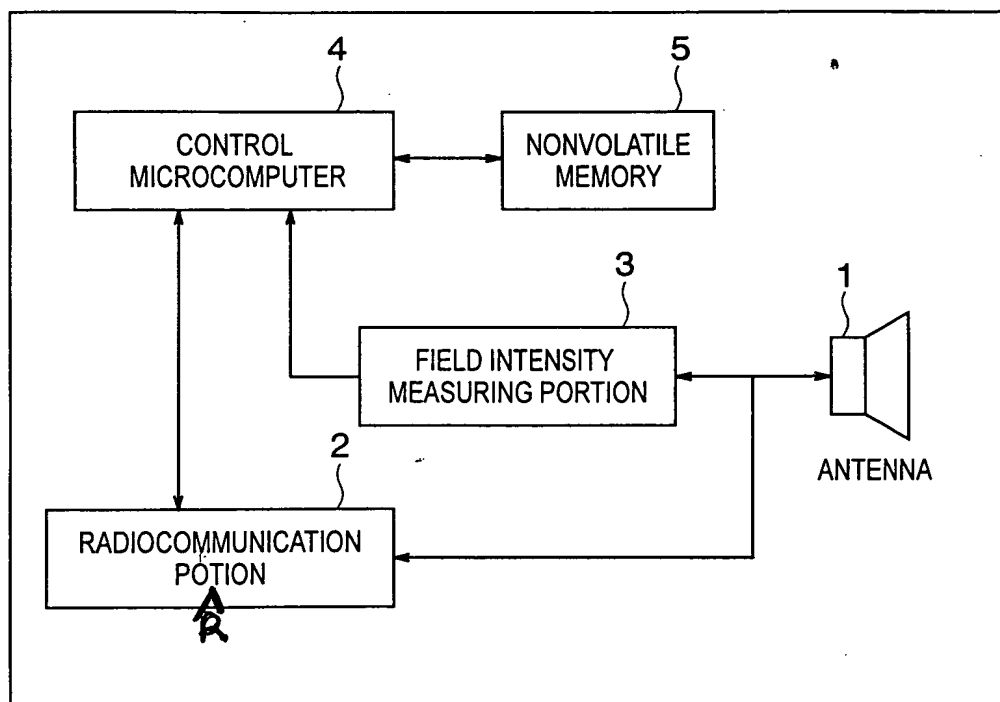 4
CONTROL
MICROCOMPUTER
5
NONVOLATILE
MEMORY
3
FIELD INTENSITY
MEASURING PORTION
1
ANTENNA
2
RADIOCOMMUNICATION
POTION
R